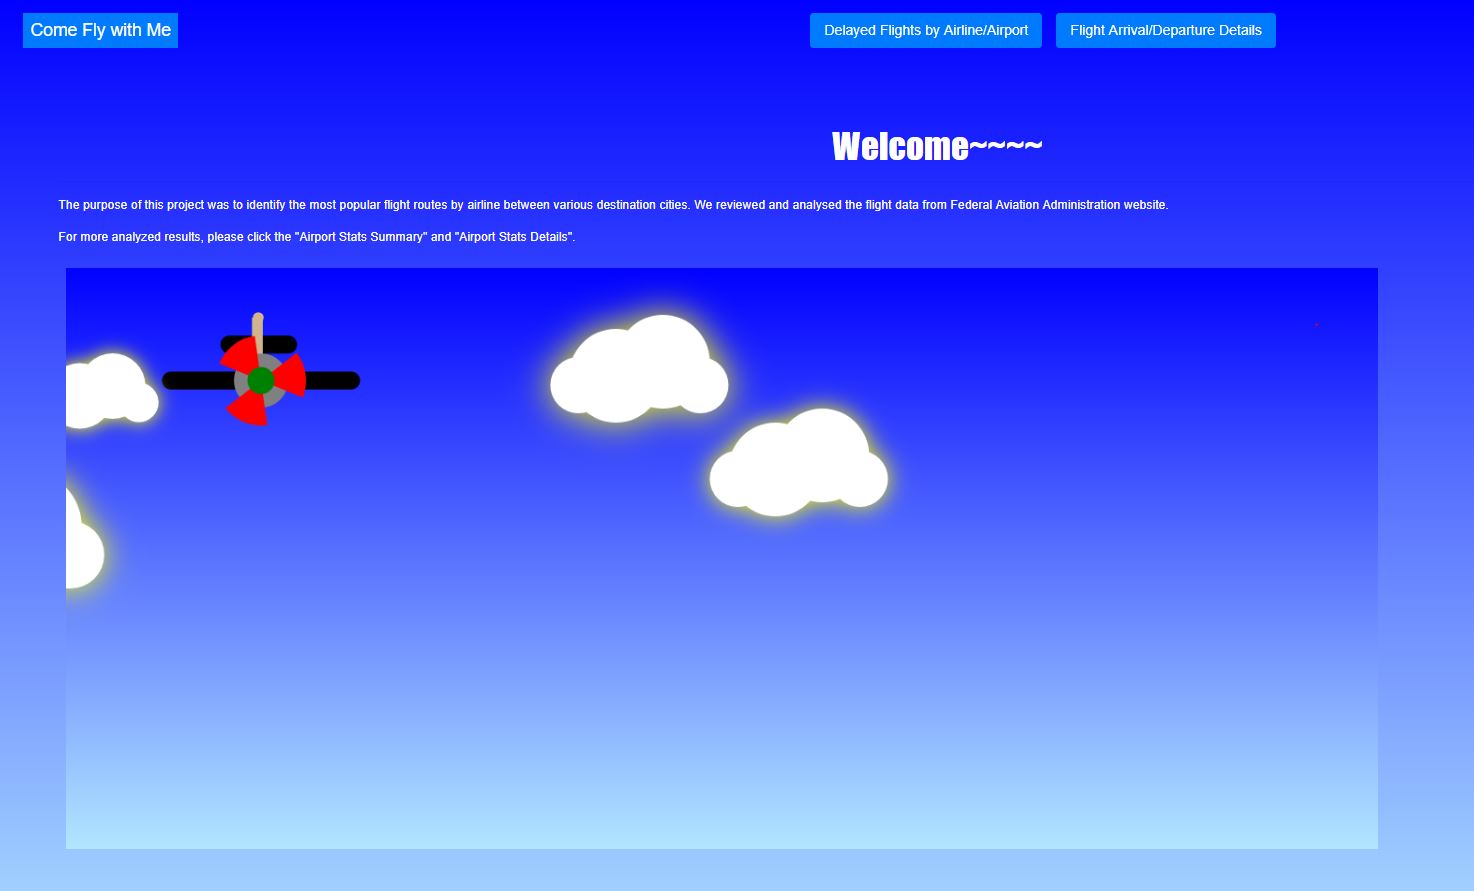 Come Fly with Me
Delayed Flights by Airline/Airport
Flight Arrival/Departure Details
Welcome~~~~
The purpose of this project was to identify the most popular flight routes by airline between various destination cities. We reviewed and analysed the flight data from Federal Aviation Administration website.
For more analyzed results, please click the "Airport Stats Summary" and "Airport Stats Details".